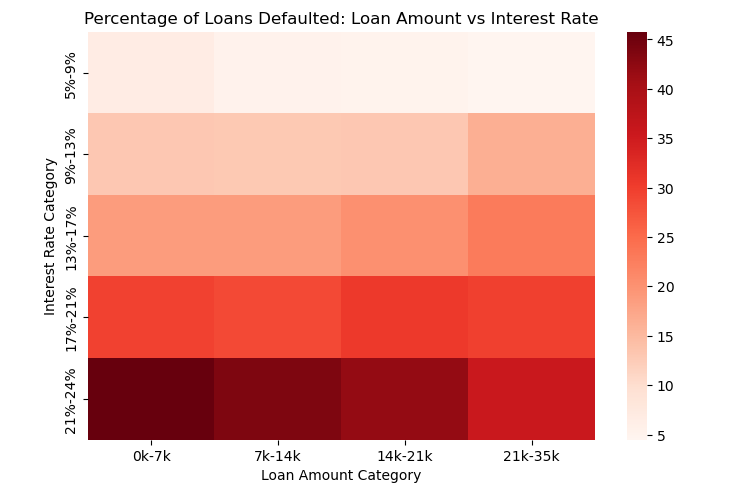 Percentage of Loans Defaulted: Loan Amount vs Interest Rate
Interest Rate Category
5%-9%
9%-13%
13%-17%
17%-21%
21%-24%
0k-7k
7k-14k
14k-21k
21k-35k
Loan Amount Category
45
40
35
30
25
20
15
10
5